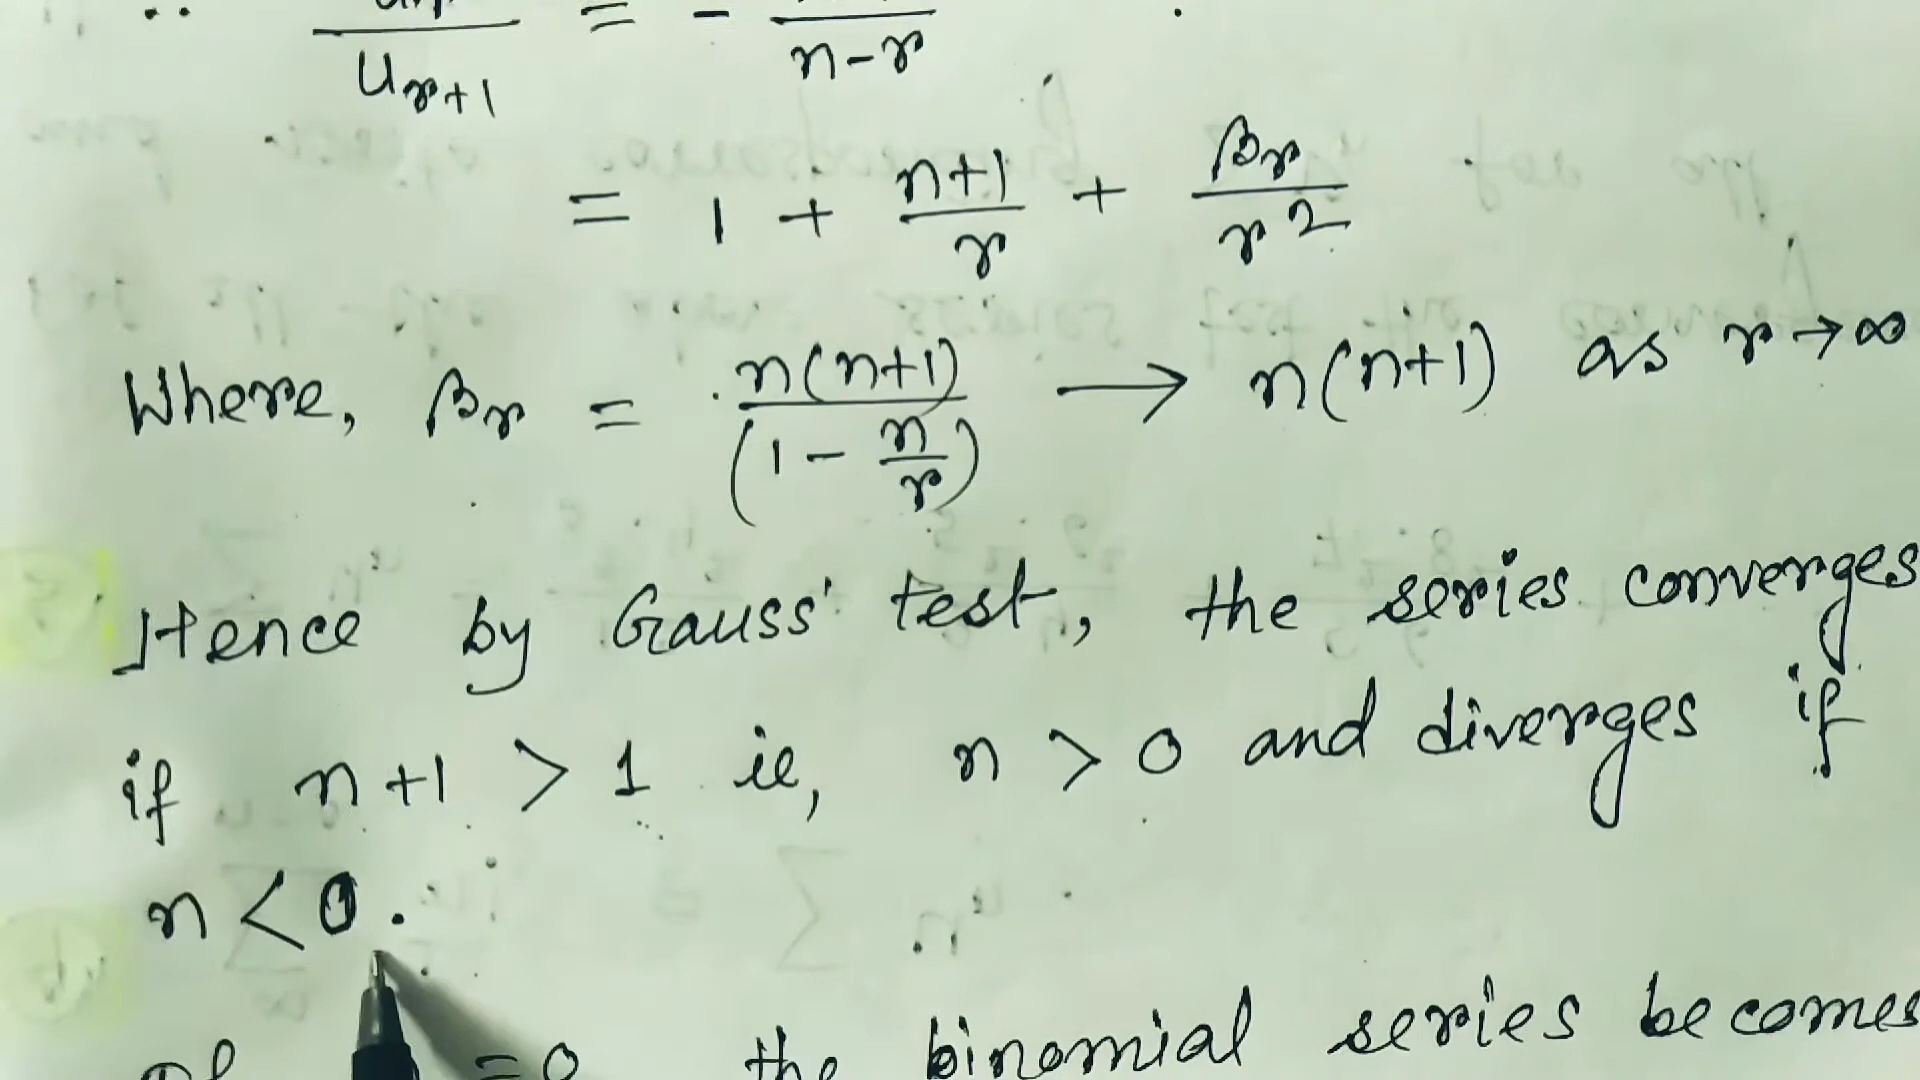 ∴ / u_{r+1} = - / n-r
= 1 + (n+1)/r + β_r/r²
Where, β_r = n(n+1)/(1 - n/r) → n(n+1) as r→∞
Hence by Gauss' test, the series converges
if n+1 > 1 ie, n > 0 and diverges if
n < 0.
=0 the binomial series becomes